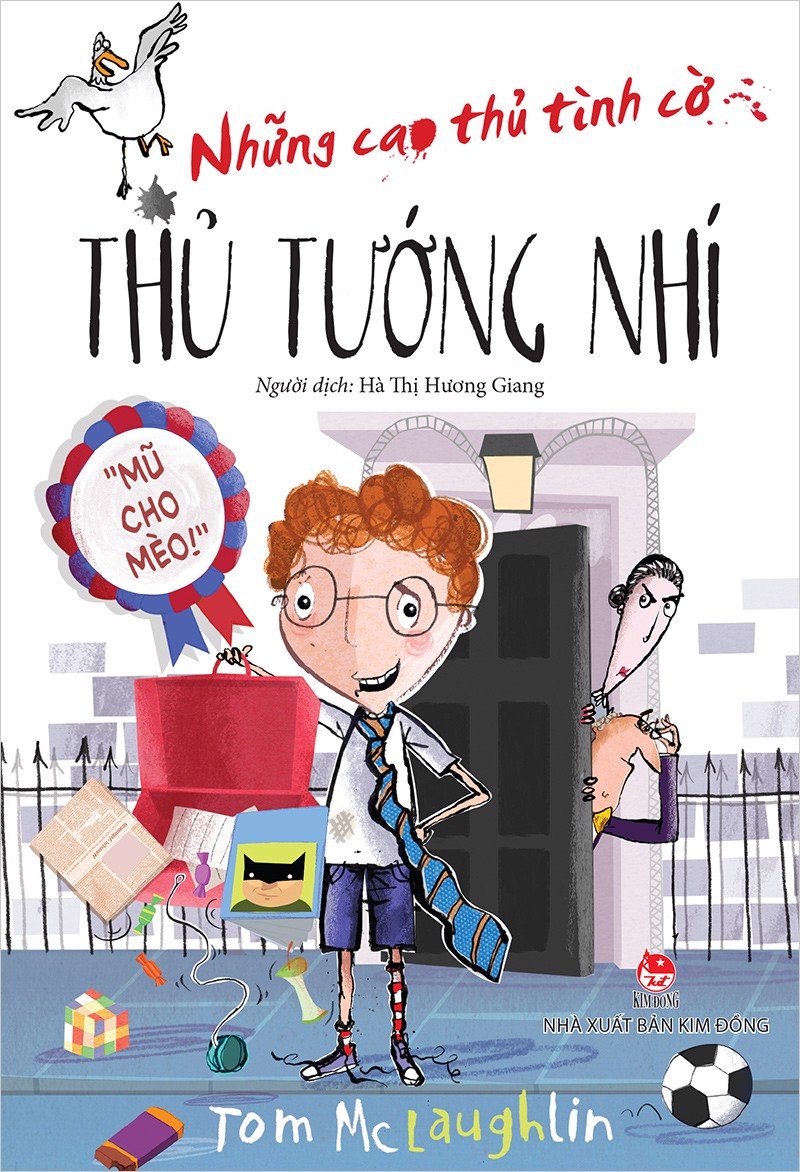 Những cao thủ tình cờ
THỦ TƯỚNG NHÍ
Người dịch: Hà Thị Hương Giang
"MŨ
CHO
MÈO!"
KIM ĐỒNG
NHÀ XUẤT BẢN KIM ĐỒNG
Tom McLaughlin